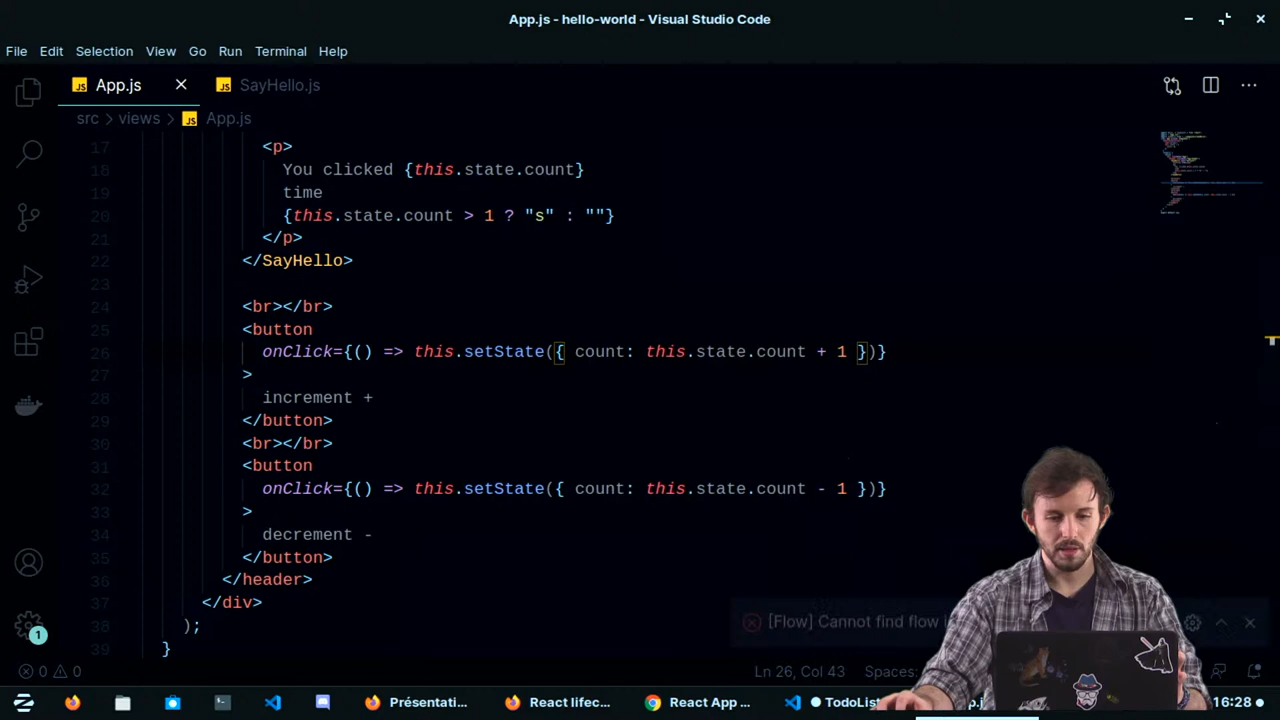 App.js - hello-world - Visual Studio Code
File Edit Selection View Go Run Terminal Help
JS App.js JS SayHello.js
src > views > JS App.js
17 <p>
18 You clicked {this.state.count}
19 time
20 {this.state.count > 1 ? "s" : ""}
21 </p>
22 </SayHello>
23
24 <br></br>
25 <button
26 onClick={() => this.setState({ count: this.state.count + 1 })}
27 >
28 increment +
29 </button>
30 <br></br>
31 <button
32 onClick={() => this.setState({ count: this.state.count - 1 })}
33 >
34 decrement -
35 </button>
36 </header>
37 </div>
38 );
39 }
[Flow] Cannot find flow
1
0 0 Ln 26, Col 43 Spaces:
Présentati... React lifec... React App ... TodoList 16:28